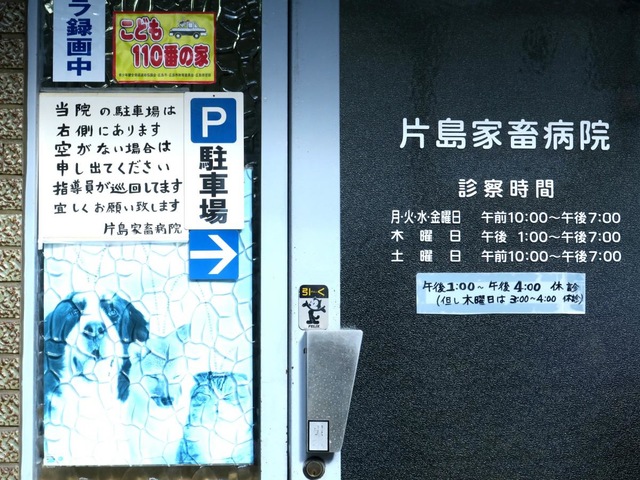 ラ録画中
こども
110番の家
当院の駐車場は
右側にあります
空がない場合は
申し出てください
指導員が巡回してます
宜しくお願い致します
片島家畜病院
P
駐車場
引〜く
FELIX
片島家畜病院
診察時間
月・火・水・金曜日 午前10:00〜午後7:00
木曜日 午後 1:00〜午後7:00
土曜日 午前10:00〜午後7:00
午後1:00〜午後4:00 休診
(但し木曜日は3:00〜4:00 休診)